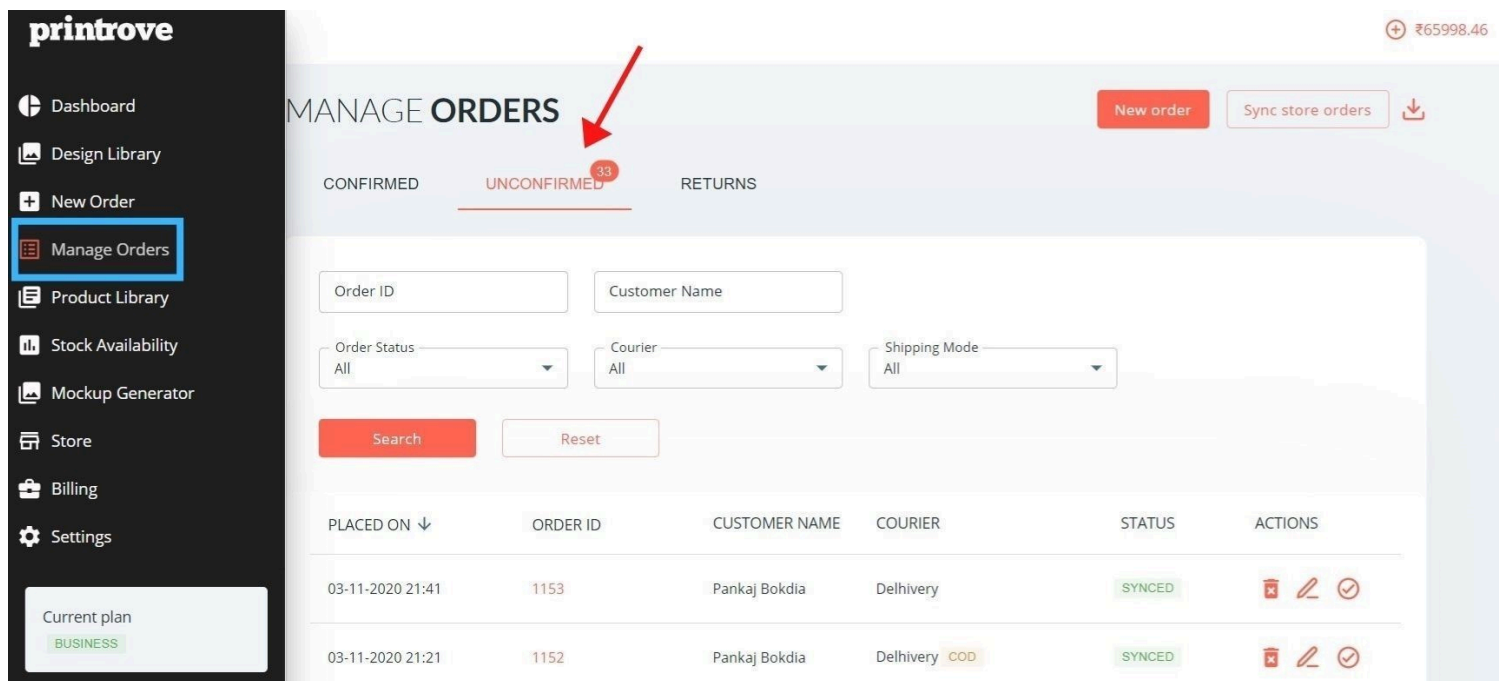 printrove
₹65998.46
Dashboard
Design Library
New Order
Manage Orders
Product Library
Stock Availability
Mockup Generator
Store
Billing
Settings
Current plan
BUSINESS
MANAGE ORDERS
New order
Sync store orders
CONFIRMED
UNCONFIRMED
33
RETURNS
Order ID
Customer Name
Order Status
All
Courier
All
Shipping Mode
All
Search
Reset
PLACED ON ORDER ID CUSTOMER NAME COURIER STATUS ACTIONS
03-11-2020 21:41 1153 Pankaj Bokdia Delhivery SYNCED
03-11-2020 21:21 1152 Pankaj Bokdia Delhivery COD SYNCED